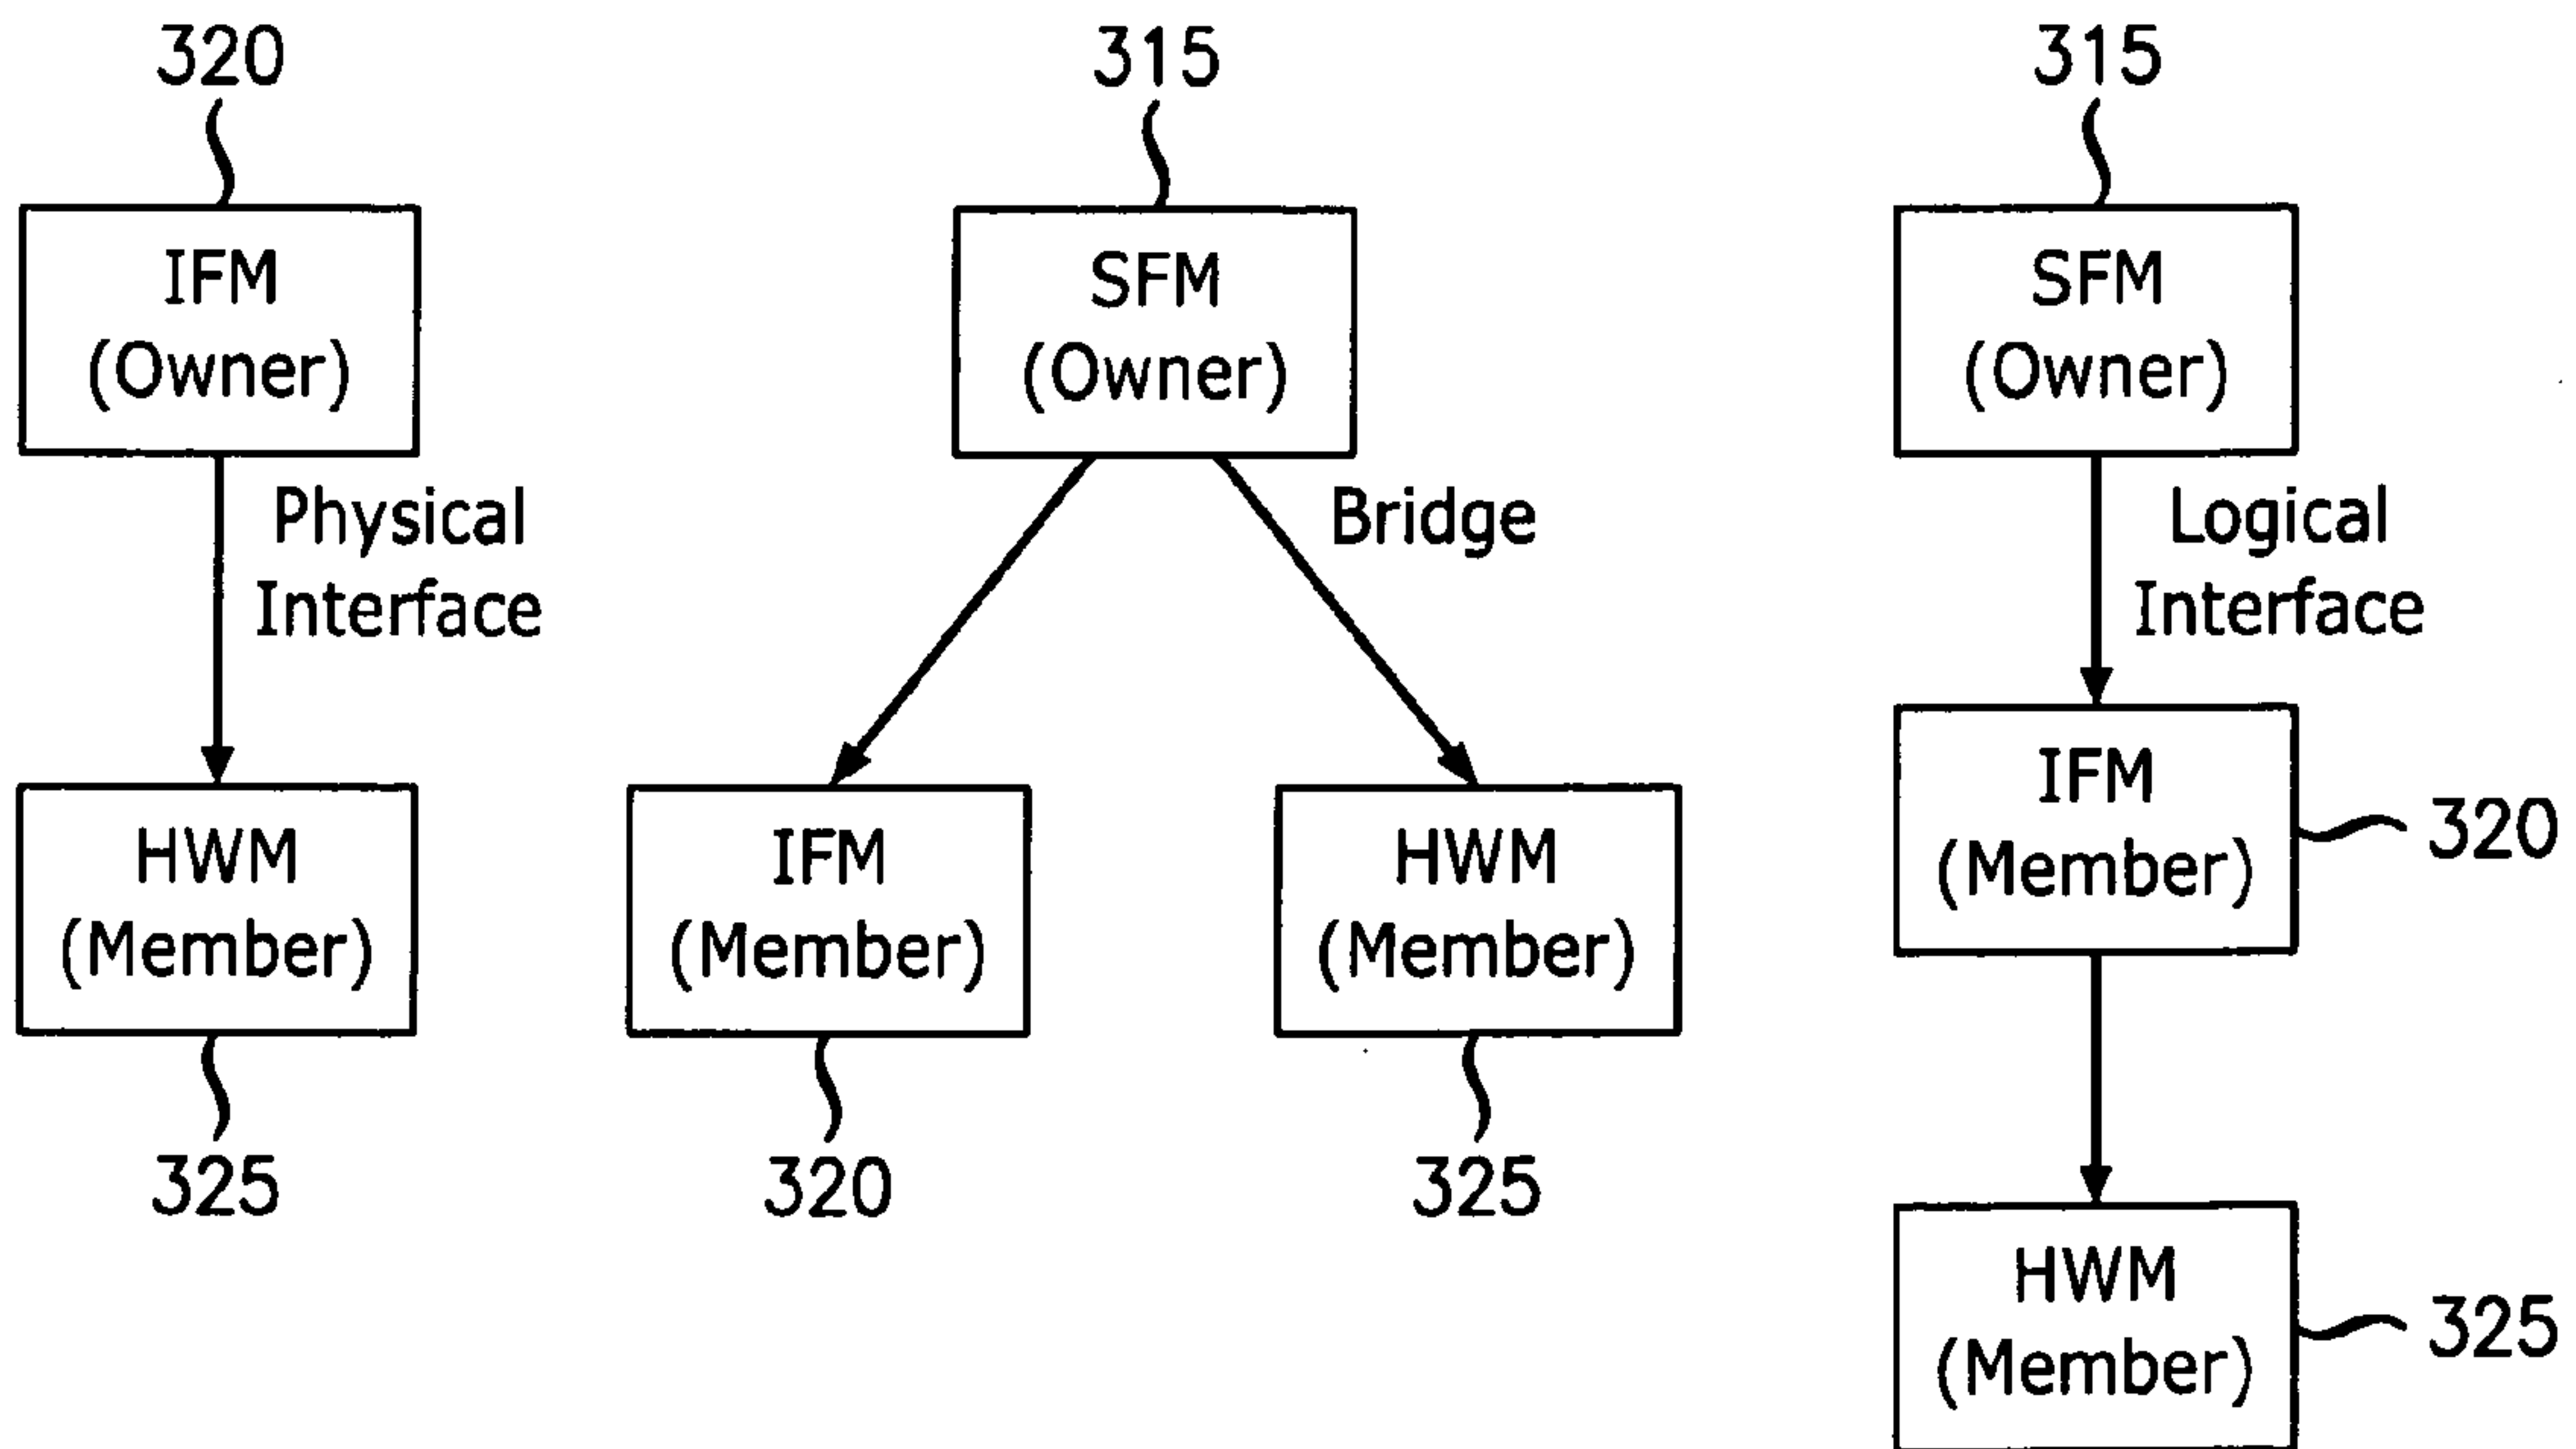 320
IFM
(Owner)
Physical
Interface
HWM
(Member)
325
315
SFM
(Owner)
Bridge
IFM
(Member)
320
HWM
(Member)
325
315
SFM
(Owner)
Logical
Interface
IFM
(Member)
320
HWM
(Member)
325